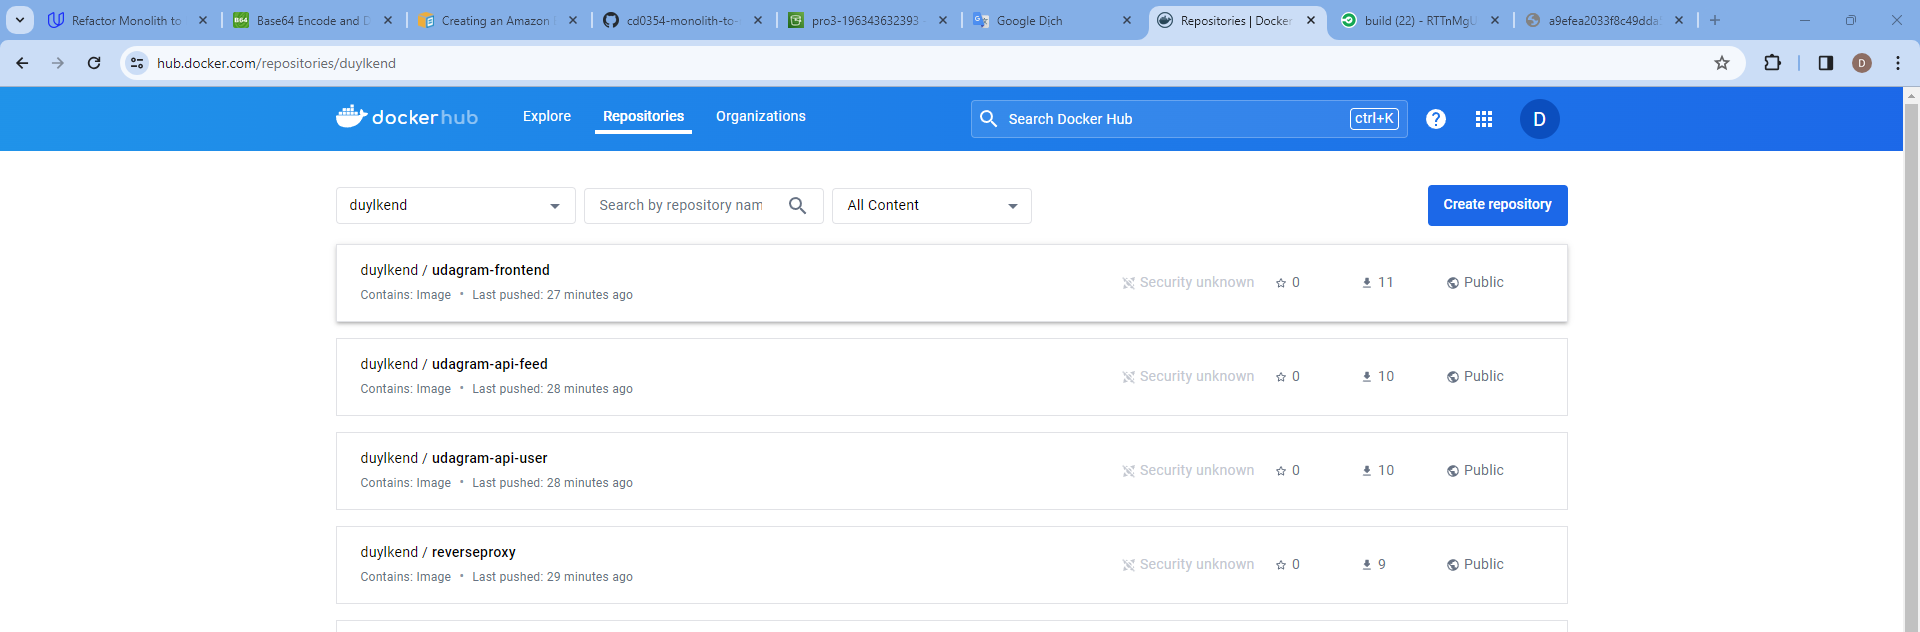 Refactor Monolith to
Base64 Encode and D
Creating an Amazon
cd0354-monolith-to-
pro3-196343632393
Google Dịch
Repositories | Docker
build (22) - RTTnMgU
a9efea2033f8c49dda
hub.docker.com/repositories/duylkend
D
docker hub
Explore
Repositories
Organizations
Search Docker Hub
ctrl+K
?
D
duylkend
Search by repository nam
All Content
Create repository
duylkend / udagram-frontend
Security unknown
0
11
Public
Contains: Image • Last pushed: 27 minutes ago
duylkend / udagram-api-feed
Security unknown
0
10
Public
Contains: Image • Last pushed: 28 minutes ago
duylkend / udagram-api-user
Security unknown
0
10
Public
Contains: Image • Last pushed: 28 minutes ago
duylkend / reverseproxy
Security unknown
0
9
Public
Contains: Image • Last pushed: 29 minutes ago